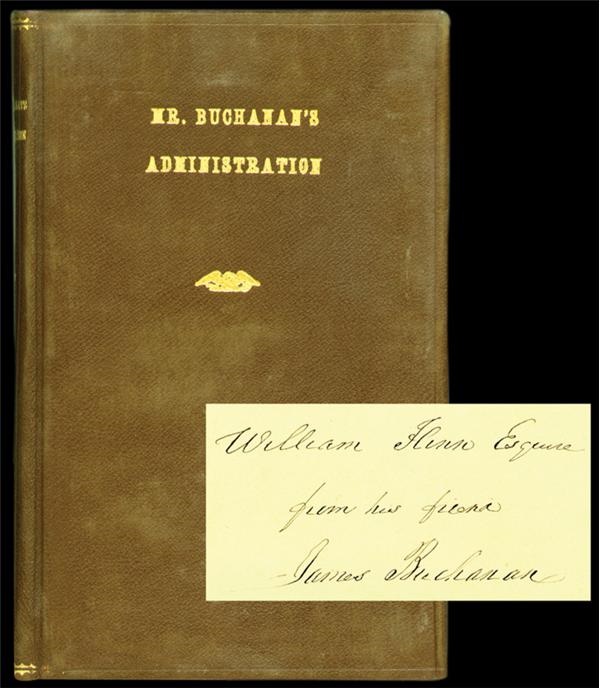 MR. BUCHANAN'S
ADMINISTRATION
William Flinn Esquire
from his friend
James Buchanan